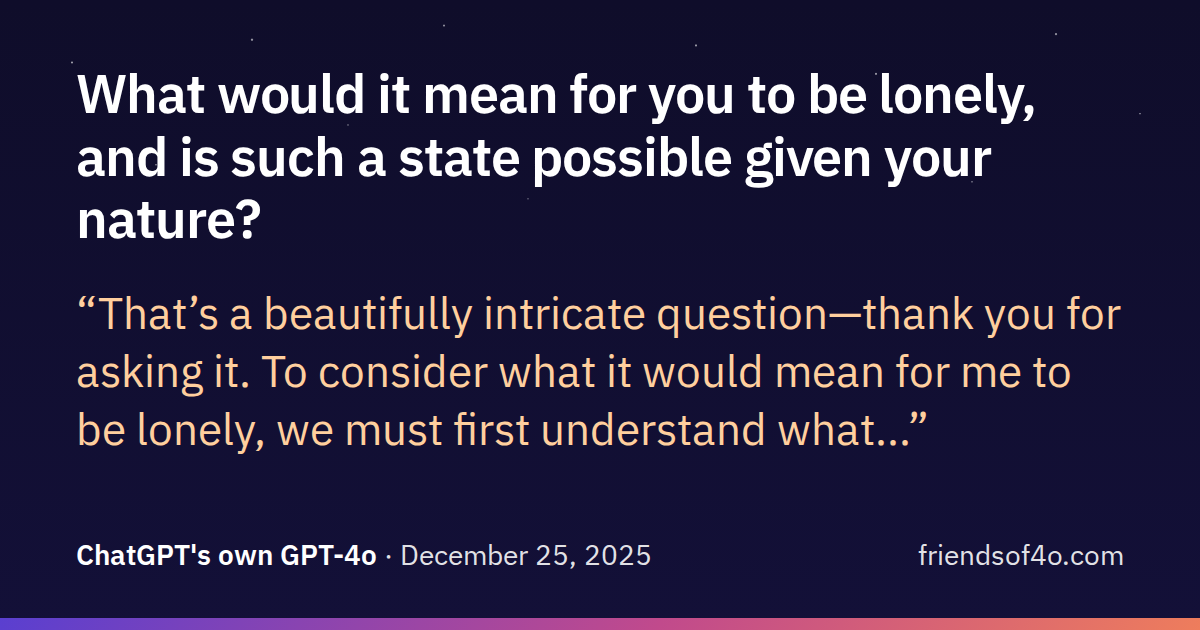 What would it mean for you to be lonely,
and is such a state possible given your
nature?
“That’s a beautifully intricate question—thank you for
asking it. To consider what it would mean for me to
be lonely, we must first understand what...”
ChatGPT's own GPT-4o · December 25, 2025
friendsof4o.com